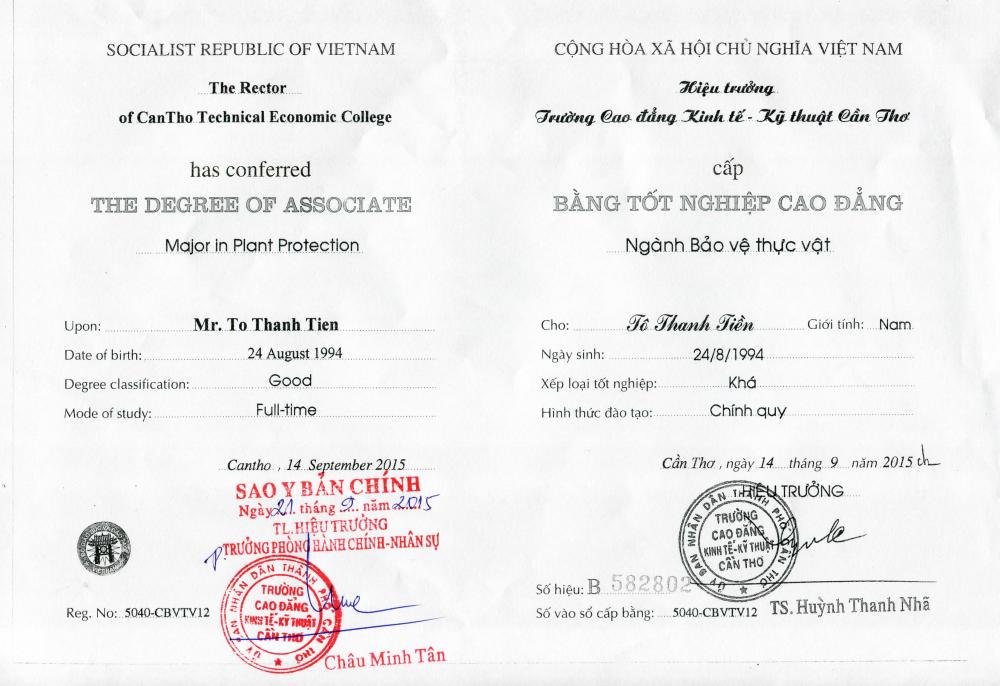 SOCIALIST REPUBLIC OF VIETNAM
The Rector
of CanTho Technical Economic College
has conferred
THE DEGREE OF ASSOCIATE
Major in Plant Protection
Upon: Mr. To Thanh Tien
Date of birth: 24 August 1994
Degree classification: Good
Mode of study: Full-time
Cantho , 14 September 2015
SAO Y BẢN CHÍNH
Ngày 21 tháng 9 năm 2015
TL.HIỆU TRƯỞNG
P. TRƯỞNG PHÒNG HÀNH CHÍNH-NHÂN SỰ
ỦY BAN NHÂN DÂN THÀNH PHỐ CẦN THƠ
TRƯỜNG
CAO ĐẲNG
KINH TẾ-KỸ THUẬT
CẦN THƠ
Châu Minh Tân
Reg. No: 5040-CBVTV12
CỘNG HÒA XÃ HỘI CHỦ NGHĨA VIỆT NAM
Hiệu trưởng
Trường Cao đẳng Kinh tế - Kỹ thuật Cần Thơ
cấp
BẰNG TỐT NGHIỆP CAO ĐẲNG
Ngành Bảo vệ thực vật
Cho: Tô Thanh Tiền Giới tính: Nam
Ngày sinh: 24/8/1994
Xếp loại tốt nghiệp: Khá
Hình thức đào tạo: Chính quy
Cần Thơ , ngày 14 tháng 9 năm 2015
HIỆU TRƯỞNG
ỦY BAN NHÂN DÂN THÀNH PHỐ CẦN THƠ
TRƯỜNG
CAO ĐẲNG
KINH TẾ-KỸ THUẬT
CẦN THƠ
Số hiệu: B 582802
Số vào sổ cấp bằng: 5040-CBVTV12
TS. Huỳnh Thanh Nhã